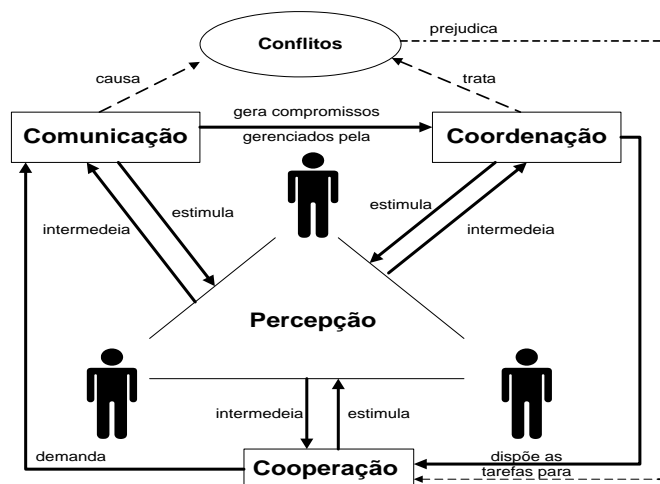 Conflitos
prejudica
causa
trata
gera compromissos
Comunicação
Coordenação
gerenciados pela
estimula
estimula
intermedeia
intermedeia
Percepção
intermedeia
estimula
demanda
dispõe as
Cooperação
tarefas para